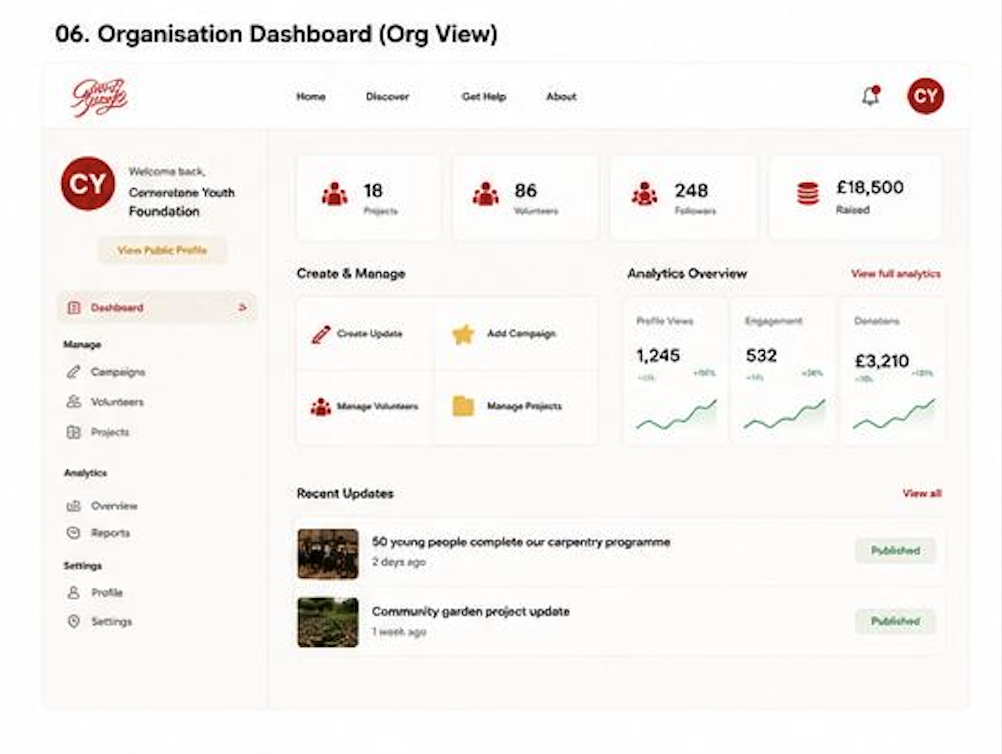 06. Organisation Dashboard (Org View)
Home
Discover
Get Help
About
CY
CY
Welcome back,
Cornerstone Youth
Foundation
View Public Profile
Dashboard
Manage
Campaigns
Volunteers
Projects
Analytics
Overview
Reports
Settings
Profile
Settings
18
Projects
86
Volunteers
248
Followers
£18,500
Raised
Create & Manage
Create Update
Add Campaign
Manage Volunteers
Manage Projects
Analytics Overview
View full analytics
Profile Views
1,245
Engagement
532
Donations
£3,210
Recent Updates
View all
50 young people complete our carpentry programme
2 days ago
Published
Community garden project update
1 week ago
Published